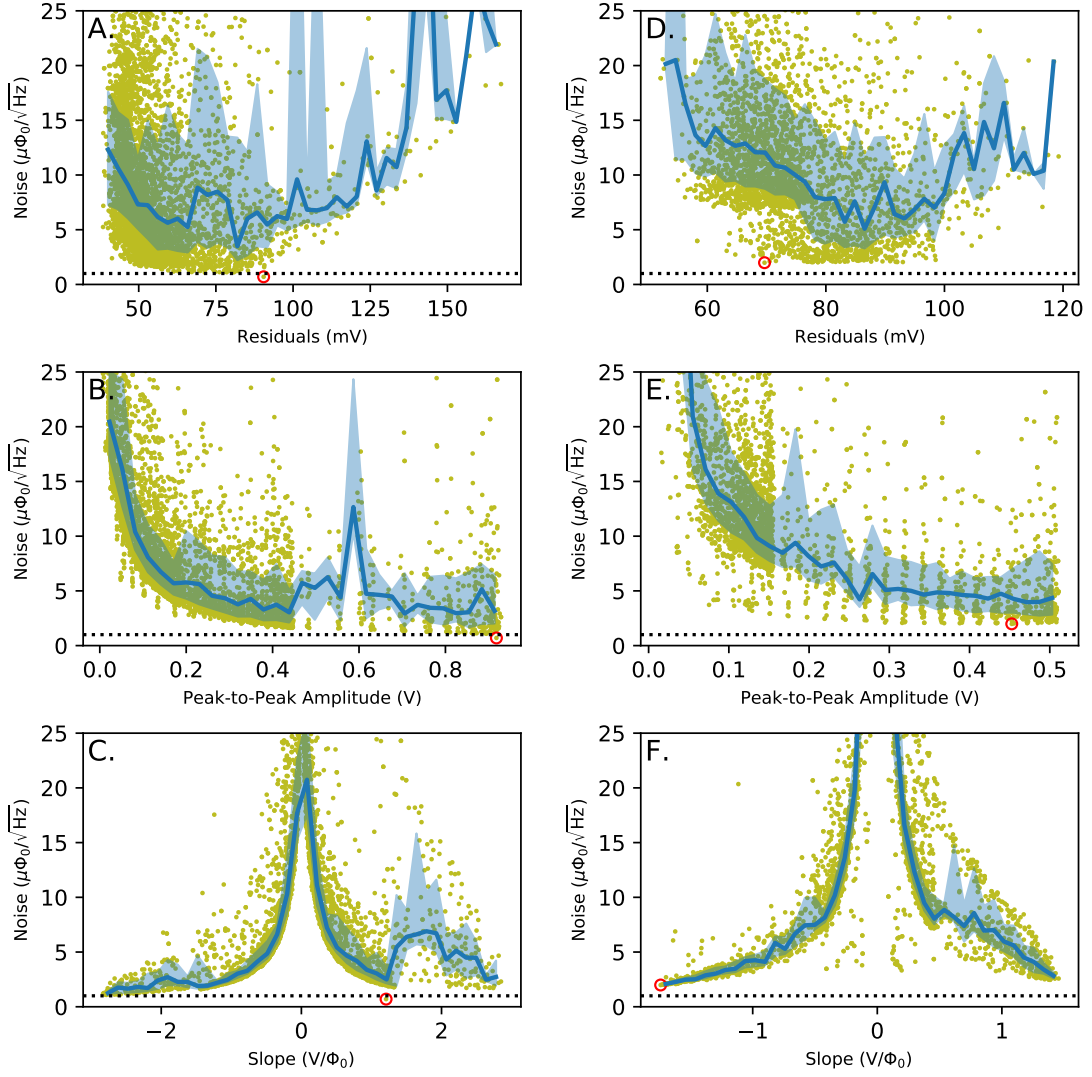 A.
25
20
15
10
5
0
Noise (μΦ₀/√Hz)
50 75 100 125 150
Residuals (mV)
D.
25
20
15
10
5
0
Noise (μΦ₀/√Hz)
60 80 100 120
Residuals (mV)
B.
25
20
15
10
5
0
Noise (μΦ₀/√Hz)
0.0 0.2 0.4 0.6 0.8
Peak-to-Peak Amplitude (V)
E.
25
20
15
10
5
0
Noise (μΦ₀/√Hz)
0.0 0.1 0.2 0.3 0.4 0.5
Peak-to-Peak Amplitude (V)
C.
25
20
15
10
5
0
Noise (μΦ₀/√Hz)
−2 0 2
Slope (V/Φ₀)
F.
25
20
15
10
5
0
Noise (μΦ₀/√Hz)
−1 0 1
Slope (V/Φ₀)